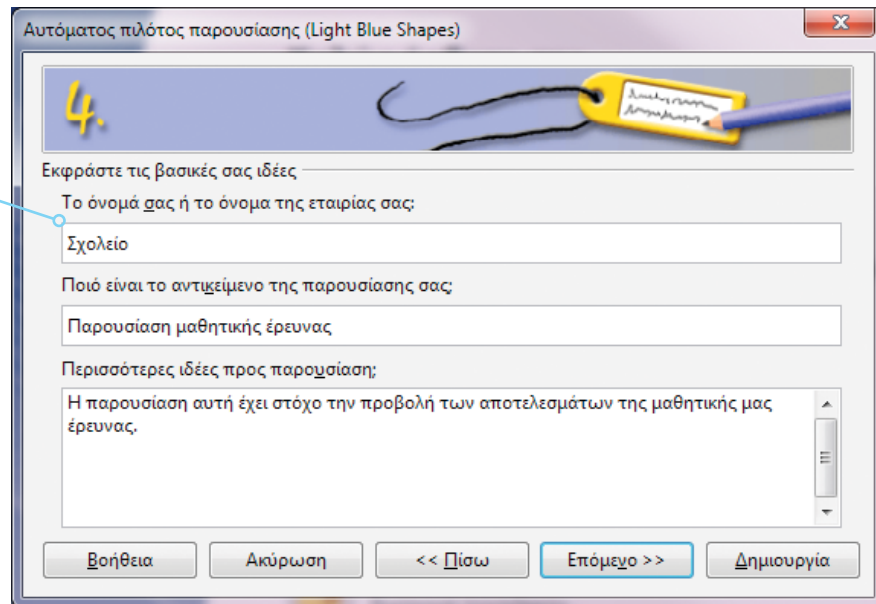 Αυτόματος πιλότος παρουσίασης (Light Blue Shapes)
4.
Εκφράστε τις βασικές σας ιδέες
Το όνομά σας ή το όνομα της εταιρίας σας:
Σχολείο
Ποιό είναι το αντικείμενο της παρουσίασης σας;
Παρουσίαση μαθητικής έρευνας
Περισσότερες ιδέες προς παρουσίαση;
Η παρουσίαση αυτή έχει στόχο την προβολή των αποτελεσμάτων της μαθητικής μας
έρευνας.
Βοήθεια Ακύρωση << Πίσω Επόμενο >> Δημιουργία